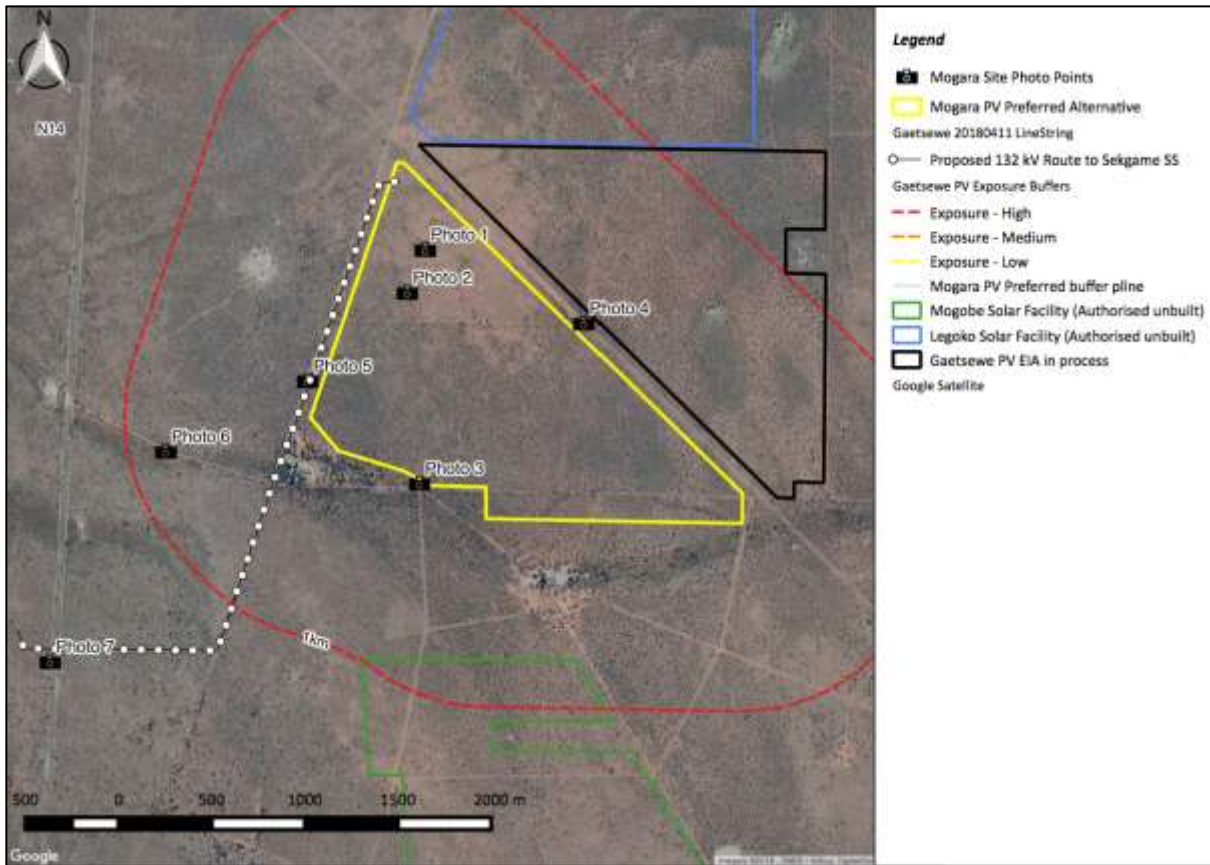 N
N14
Photo 1
Photo 2
Photo 4
Photo 5
Photo 6
Photo 3
1km
Photo 7
500 0 500 1000 1500 2000 m
Google
Legend
Mogara Site Photo Points
Mogara PV Preferred Alternative
Gaetsewe 20180411 LineString
Proposed 132 kV Route to Sekgame SS
Gaetsewe PV Exposure Buffers
Exposure - High
Exposure - Medium
Exposure - Low
Mogara PV Preferred buffer pline
Mogobe Solar Facility (Authorised unbuilt)
Legoko Solar Facility (Authorised unbuilt)
Gaetsewe PV EIA in process
Google Satellite